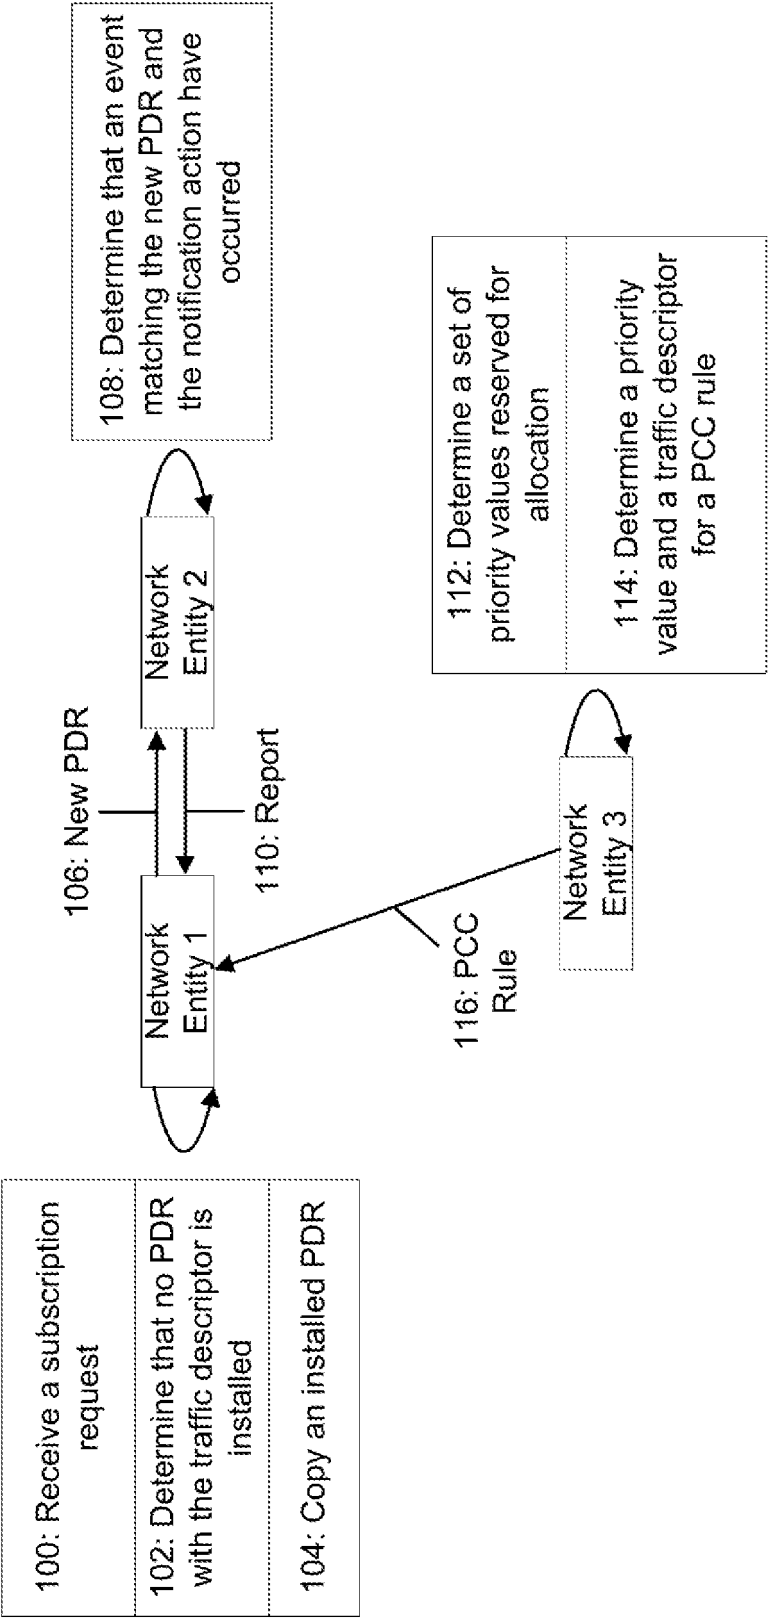 100: Receive a subscription
request
102: Determine that no PDR
with the traffic descriptor is
installed
104: Copy an installed PDR
Network
Entity 1
106: New PDR
110: Report
Network
Entity 2
108: Determine that an event
matching the new PDR and
the notification action have
occurred
116: PCC
Rule
Network
Entity 3
112: Determine a set of
priority values reserved for
allocation
114: Determine a priority
value and a traffic descriptor
for a PCC rule